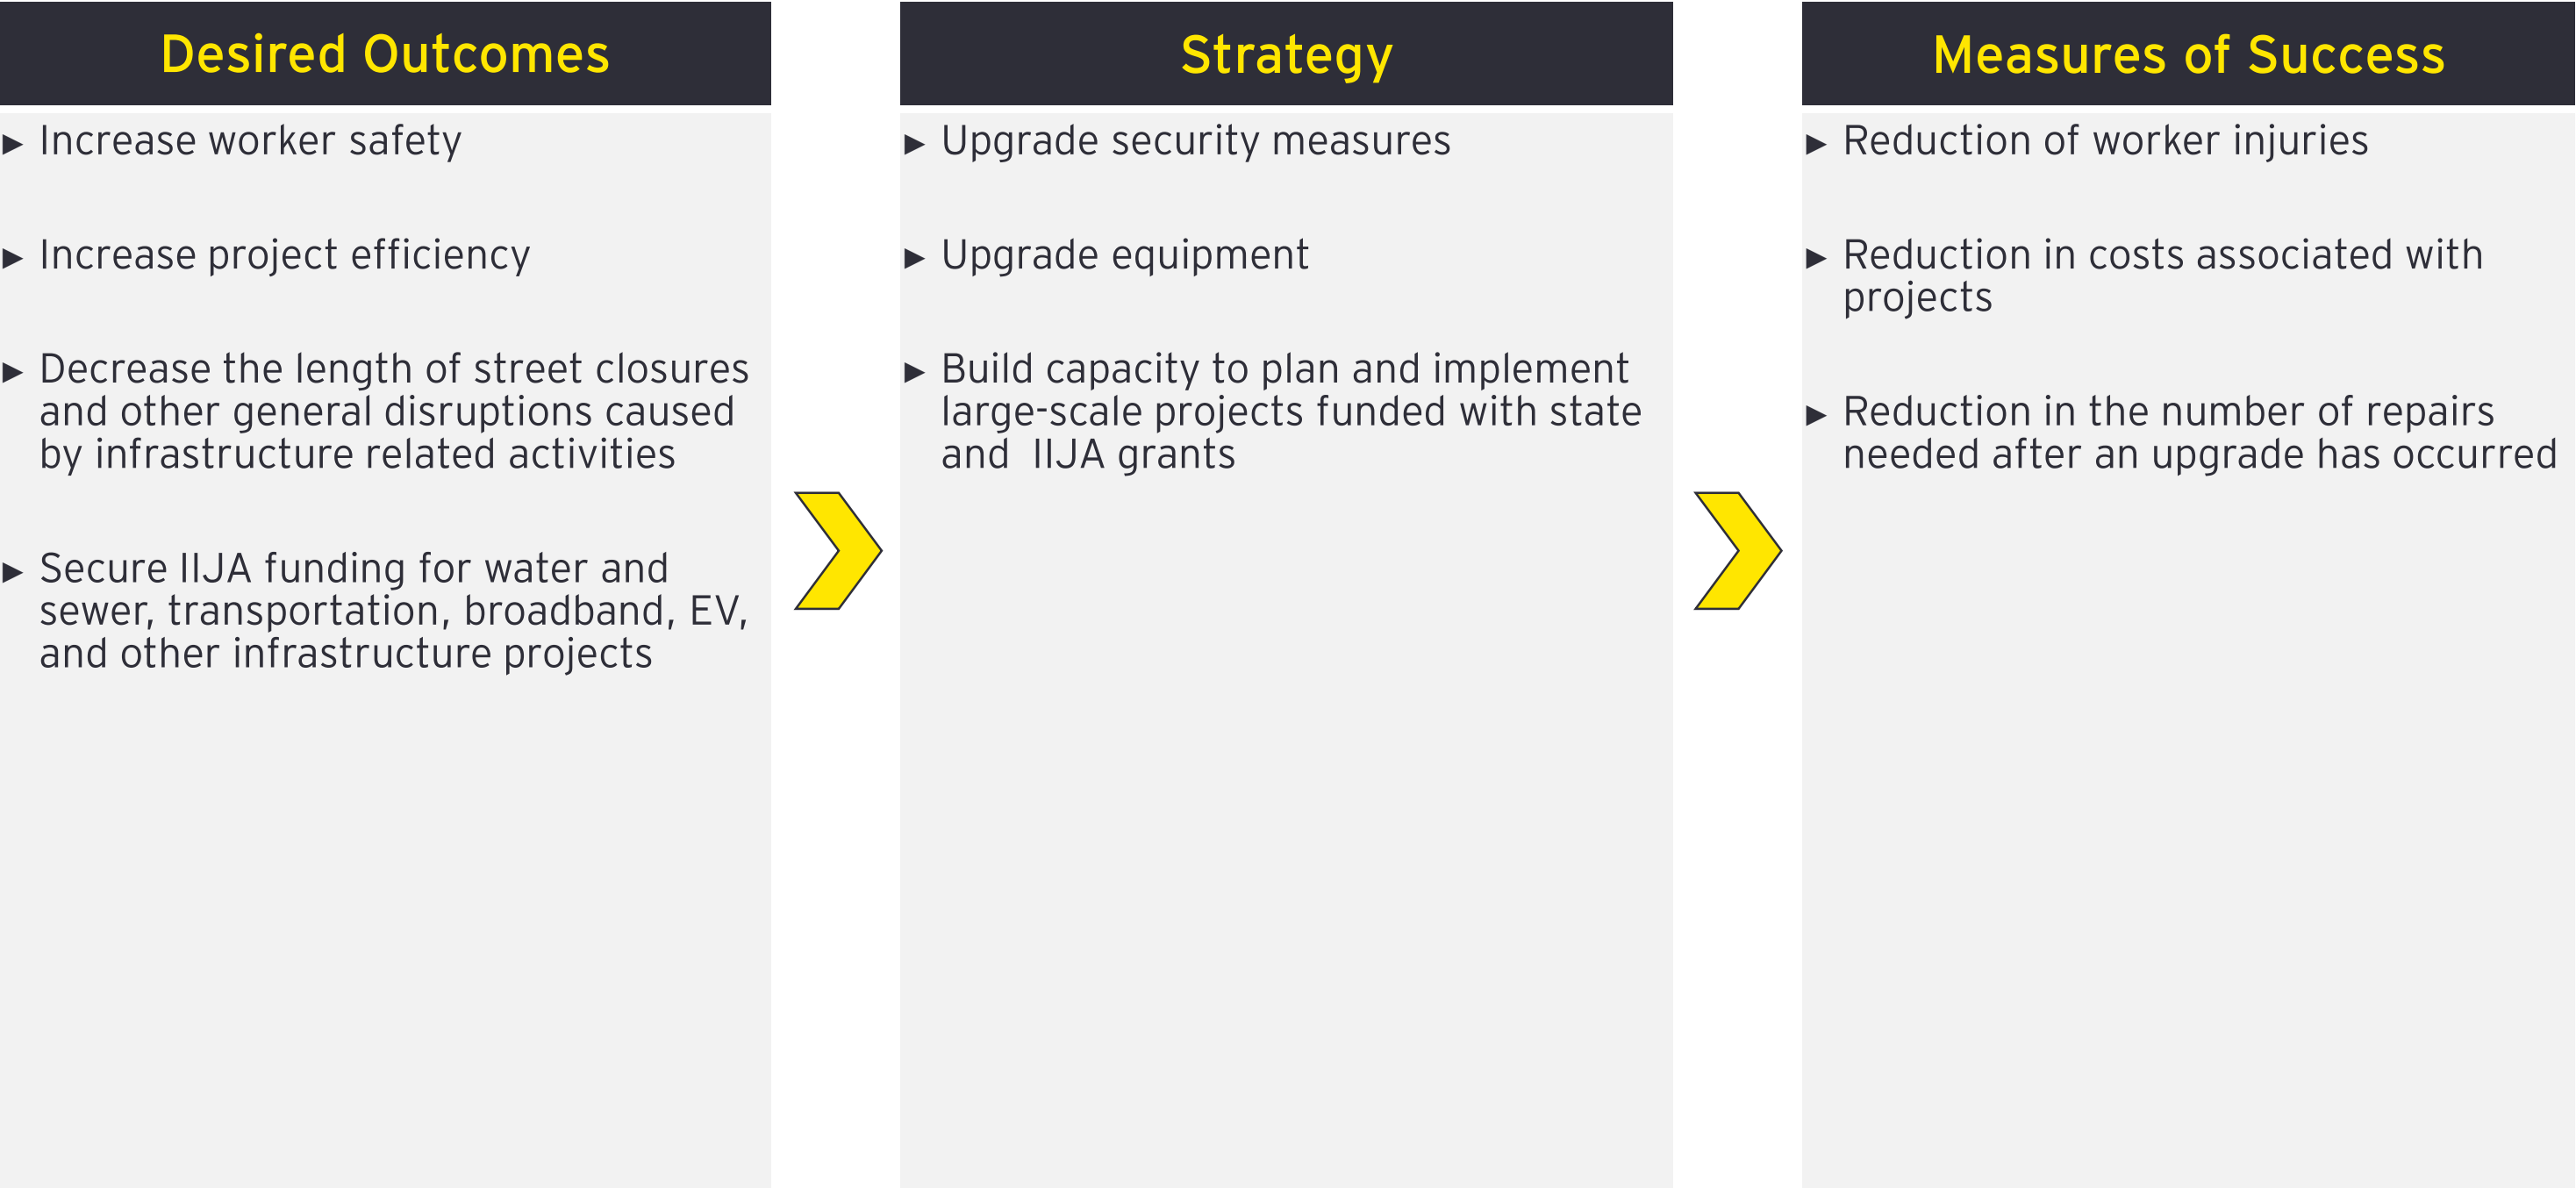 Desired Outcomes
► Increase worker safety
► Increase project efficiency
► Decrease the length of street closures
and other general disruptions caused
by infrastructure related activities
► Secure IIJA funding for water and
sewer, transportation, broadband, EV,
and other infrastructure projects
Strategy
► Upgrade security measures
► Upgrade equipment
► Build capacity to plan and implement
large-scale projects funded with state
and  IIJA grants
Measures of Success
► Reduction of worker injuries
► Reduction in costs associated with
projects
► Reduction in the number of repairs
needed after an upgrade has occurred